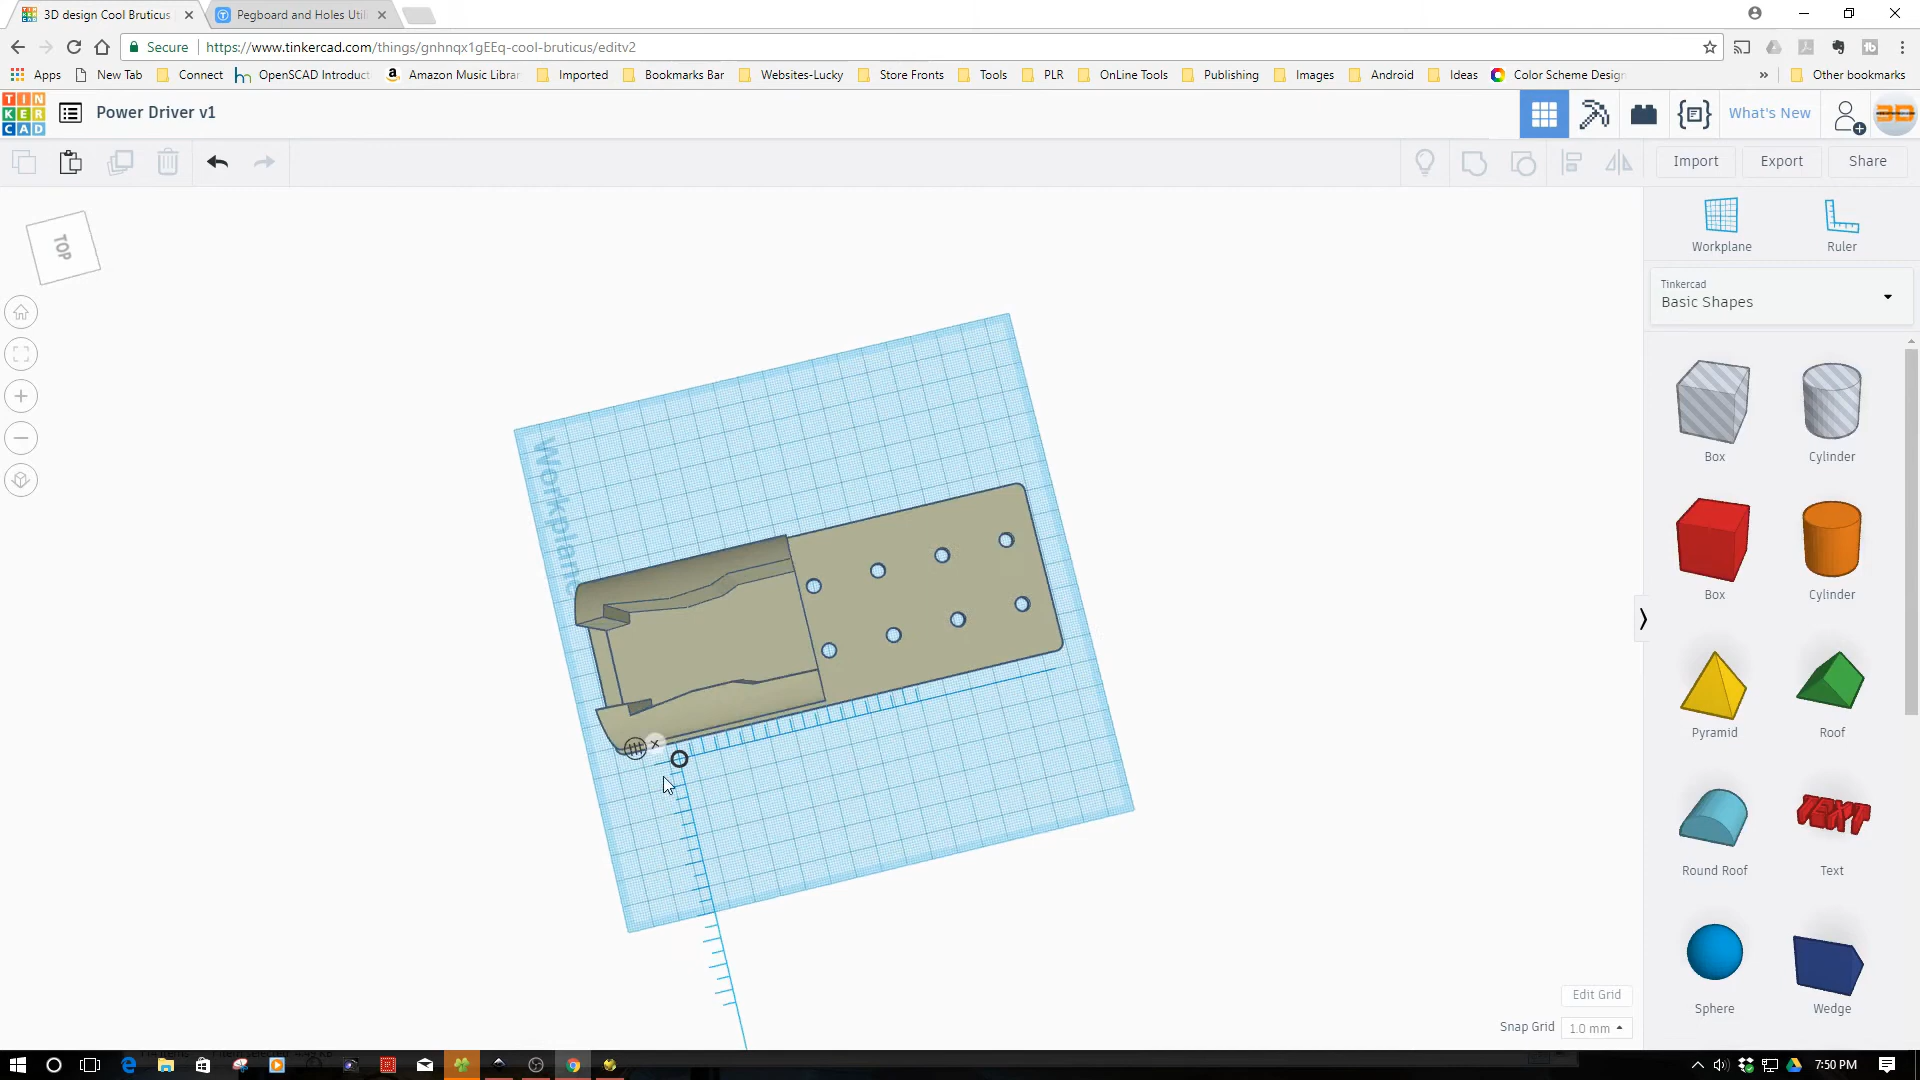 3D design Cool Bruticus
Pegboard and Holes Util
Secure
https://www.tinkercad.com/things/gnhnqx1gEEq-cool-bruticus/editv2
Apps
New Tab
Connect
OpenSCAD Introduct
Amazon Music Librar
Imported
Bookmarks Bar
Websites-Lucky
Store Fronts
Tools
PLR
OnLine Tools
Publishing
Images
Android
Ideas
Color Scheme Design
»
Other bookmarks
TIN
KER
CAD
Power Driver v1
What's New
3D
Import
Export
Share
TOP
Workplane
Ruler
Tinkercad
Basic Shapes
Workplane
Box
Cylinder
Box
Cylinder
Pyramid
Roof
TEXT
Round Roof
Text
Sphere
Wedge
Edit Grid
Snap Grid
1.0 mm
7:50 PM